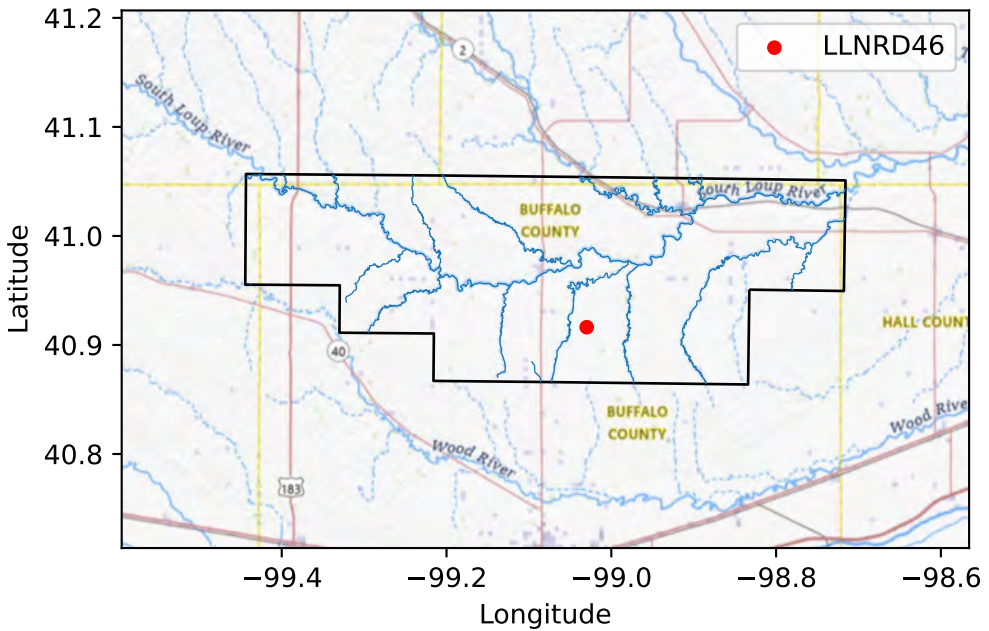 41.2
41.1
41.0
40.9
40.8
Latitude
−99.4
−99.2
−99.0
−98.8
−98.6
Longitude
LLNRD46
2
South Loup River
South Loup River
BUFFALO
COUNTY
HALL COUNT
40
BUFFALO
COUNTY
Wood River
Wood Rive
183